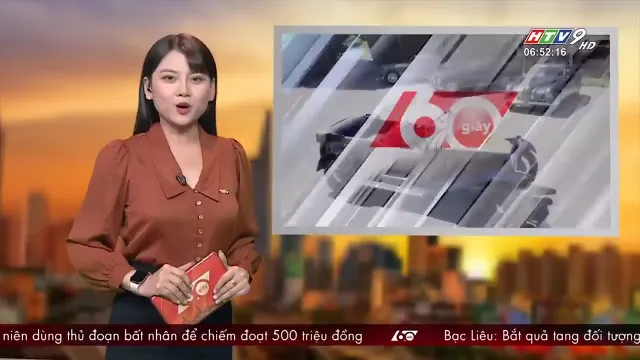 HTV9 HD
06:52:16
60 giây
niên dùng thủ đoạn bất nhân để chiếm đoạt 500 triệu đồng 60 Bạc Liêu: Bắt quả tang đối tượng